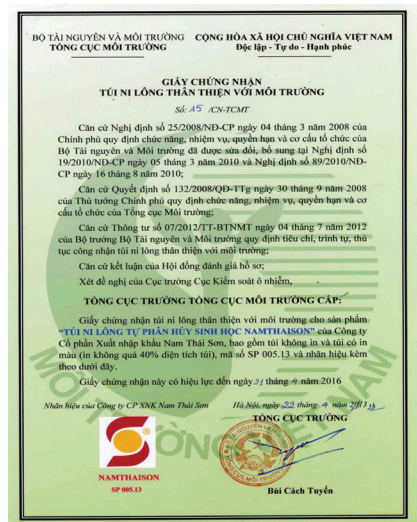 BỘ TÀI NGUYÊN VÀ MÔI TRƯỜNG
TỔNG CỤC MÔI TRƯỜNG
CỘNG HÒA XÃ HỘI CHỦ NGHĨA VIỆT NAM
Độc lập - Tự do - Hạnh phúc
GIẤY CHỨNG NHẬN
TÚI NI LÔNG THÂN THIỆN VỚI MÔI TRƯỜNG
Số: 15 /CN-TCMT
Căn cứ Nghị định số 25/2008/NĐ-CP ngày 04 tháng 3 năm 2008 của
Chính phủ quy định chức năng, nhiệm vụ, quyền hạn và cơ cấu tổ chức của
Bộ Tài nguyên và Môi trường đã được sửa đổi, bổ sung tại Nghị định số
19/2010/NĐ-CP ngày 05 tháng 3 năm 2010 và Nghị định số 89/2010/NĐ-
CP ngày 16 tháng 8 năm 2010;
Căn cứ Quyết định số 132/2008/QĐ-TTg ngày 30 tháng 9 năm 2008
của Thủ tướng Chính phủ quy định chức năng, nhiệm vụ, quyền hạn và cơ
cấu tổ chức của Tổng cục Môi trường;
Căn cứ Thông tư số 07/2012/TT-BTNMT ngày 04 tháng 7 năm 2012
của Bộ trưởng Bộ Tài nguyên và Môi trường quy định tiêu chí, trình tự, thủ
tục công nhận túi ni lông thân thiện với môi trường;
Căn cứ kết luận của Hội đồng đánh giá hồ sơ;
Xét đề nghị của Cục trưởng Cục Kiểm soát ô nhiễm,
TỔNG CỤC TRƯỞNG TỔNG CỤC MÔI TRƯỜNG CẤP:
Giấy chứng nhận túi ni lông thân thiện với môi trường cho sản phẩm
"TÚI NI LÔNG TỰ PHÂN HỦY SINH HỌC NAMTHAISON" của Công ty
Cổ phần Xuất nhập khẩu Nam Thái Sơn, bao gồm túi không in và túi có in
màu (in không quá 40% diện tích túi), mã số SP 005.13 và nhãn hiệu kèm
theo dưới đây.
Giấy chứng nhận này có hiệu lực đến ngày 21 tháng 4 năm 2016
Nhãn hiệu của Công ty CP XNK Nam Thái Sơn
Hà Nội, ngày 22 tháng 4 năm 2013
TỔNG CỤC TRƯỞNG
NAMTHAISON
SP 005.13
Bùi Cách Tuyến